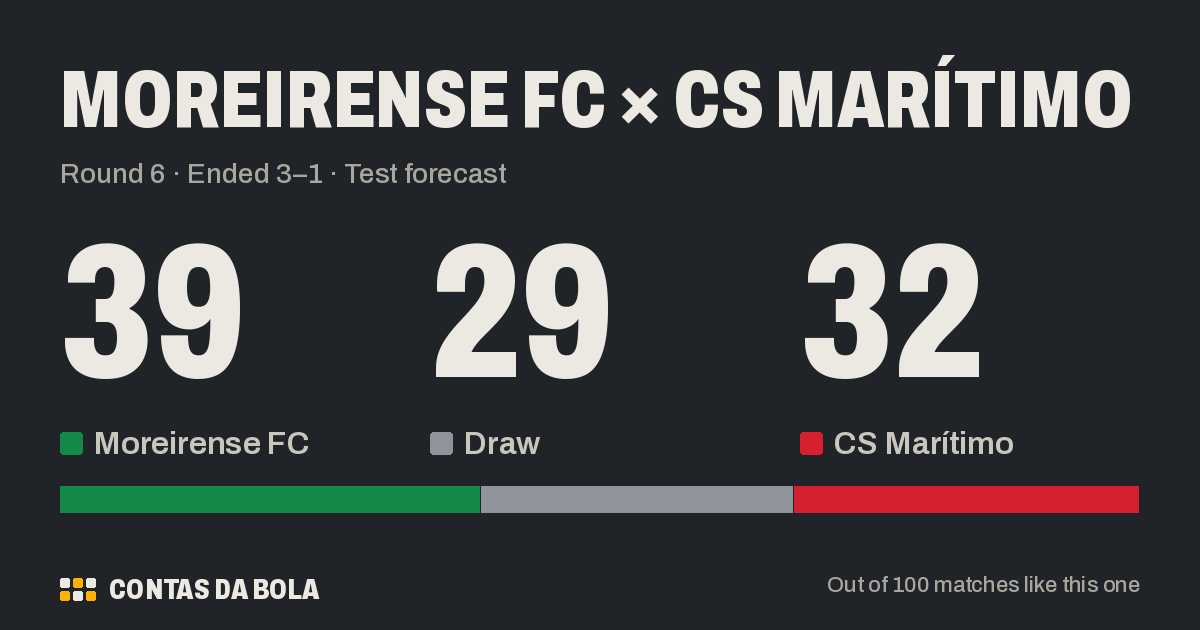 MOREIRENSE FC × CS MARÍTIMO
Round 6 · Ended 3–1 · Test forecast
39 29 32
Moreirense FC Draw CS Marítimo
CONTAS DA BOLA
Out of 100 matches like this one